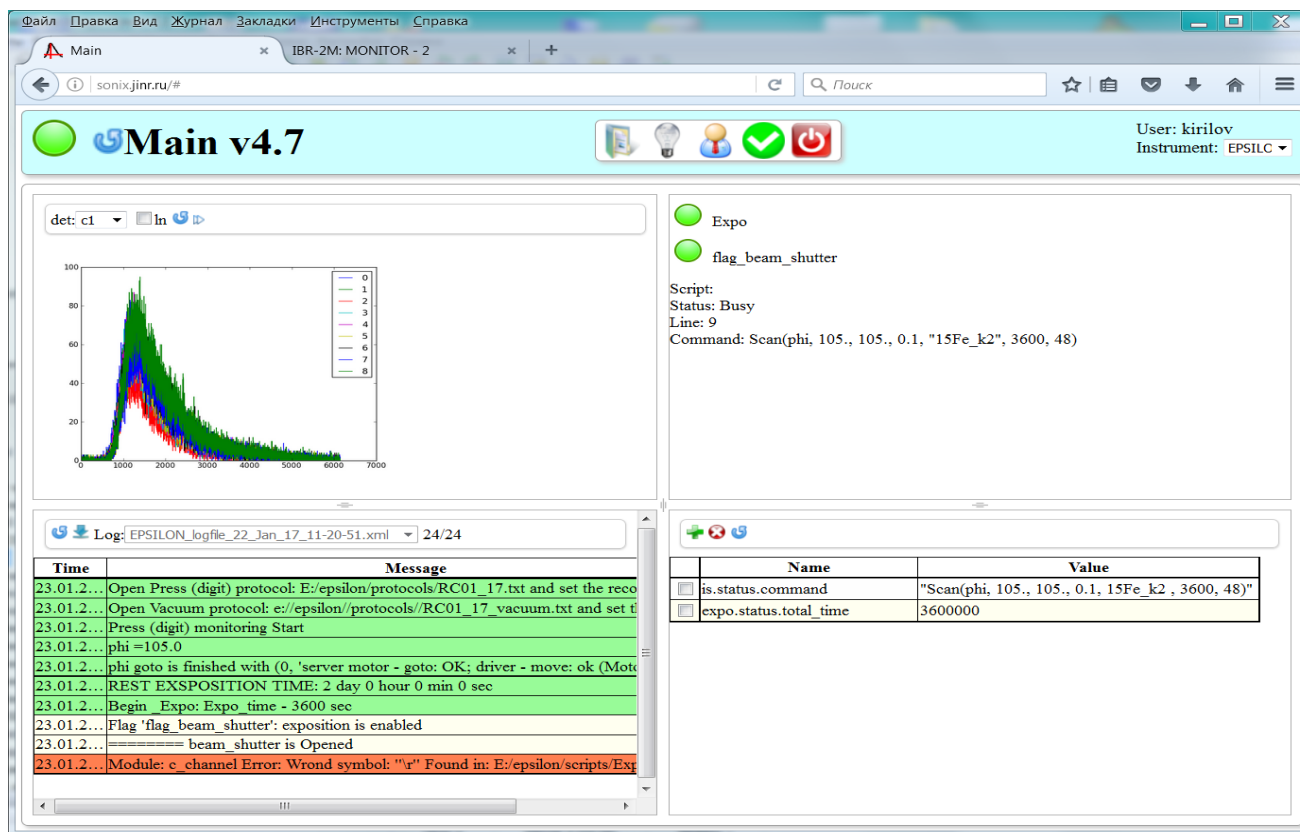 Файл Правка Вид Журнал Закладки Инструменты Справка
Main × IBR-2M: MONITOR - 2 × +
sonix.jinr.ru/# Поиск
Main v4.7
User: kirilov
Instrument: EPSILC
det: c1 ln
100
80
60
40
20
0
0 1000 2000 3000 4000 5000 6000 7000
0
1
2
3
4
5
6
7
8
Expo
flag_beam_shutter
Script:
Status: Busy
Line: 9
Command: Scan(phi, 105., 105., 0.1, "15Fe_k2", 3600, 48)
Log: EPSILON_logfile_22_Jan_17_11-20-51.xml 24/24
Time Message
23.01.2... Open Press (digit) protocol: E:/epsilon/protocols/RC01_17.txt and set the reco
23.01.2... Open Vacuum protocol: e://epsilon//protocols//RC01_17_vacuum.txt and set tl
23.01.2... Press (digit) monitoring Start
23.01.2... phi =105.0
23.01.2... phi goto is finished with (0, 'server motor - goto: OK; driver - move: ok (Moto
23.01.2... REST EXSPOSITION TIME: 2 day 0 hour 0 min 0 sec
23.01.2... Begin _Expo: Expo_time - 3600 sec
23.01.2... Flag 'flag_beam_shutter': exposition is enabled
23.01.2... ======== beam_shutter is Opened
23.01.2... Module: c_channel Error: Wrond symbol: "\r" Found in: E:/epsilon/scripts/Exp
Name Value
is.status.command "Scan(phi, 105., 105., 0.1, 15Fe_k2 , 3600, 48)"
expo.status.total_time 3600000